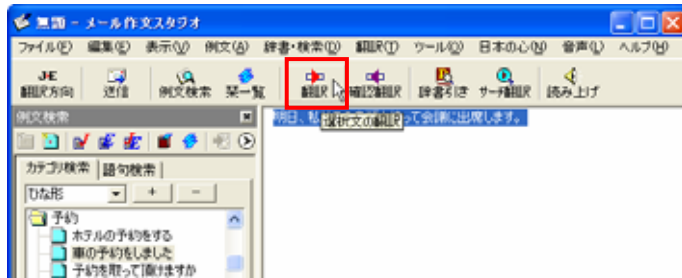 無題 - メール作文スタジオ
ファイル(F) 編集(E) 表示(V) 例文(A) 辞書・検索(D) 翻訳(T) ツール(Q) 日本の心(N) 音声(L) ヘルプ(H)
J-E
翻訳方向 送信 例文検索 栞一覧 翻訳 確認翻訳 辞書引き サーチ翻訳 読み上げ
例文検索
明日、私 って会議に出席します。
選択文の翻訳
カテゴリ検索 語句検索
ひな形 + -
予約
ホテルの予約をする
車の予約をしました
予約を取って頂けますか